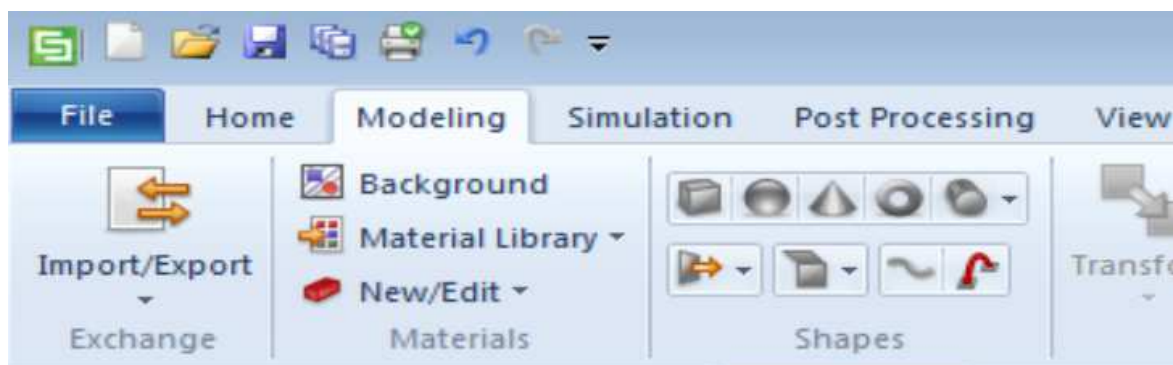 File Home Modeling Simulation Post Processing View
Background
Material Library
Import/Export
New/Edit
Exchange Materials Shapes